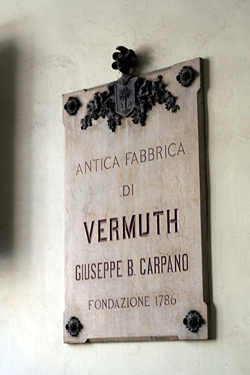 ANTICA FABBRICA
DI
VERMUTH
GIUSEPPE B. CARPANO
FONDAZIONE 1786